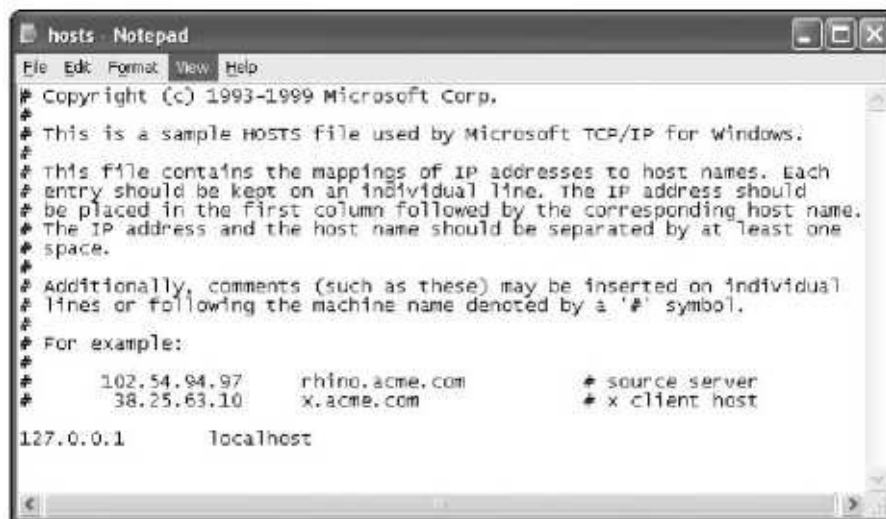 hosts - Notepad
File Edit Format View Help
# Copyright (c) 1993-1999 Microsoft Corp.
#
# This is a sample HOSTS file used by Microsoft TCP/IP for Windows.
#
# This file contains the mappings of IP addresses to host names. Each
# entry should be kept on an individual line. The IP address should
# be placed in the first column followed by the corresponding host name.
# The IP address and the host name should be separated by at least one
# space.
#
# Additionally, comments (such as these) may be inserted on individual
# lines or following the machine name denoted by a '#' symbol.
#
# For example:
#
#      102.54.94.97     rhino.acme.com          # source server
#       38.25.63.10     x.acme.com              # x client host

127.0.0.1       localhost